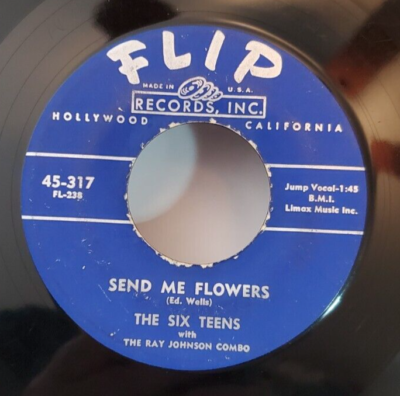 FLIP
MADE IN U.S.A.
RECORDS, INC.
HOLLYWOOD CALIFORNIA
45-317
FL-238
Jump Vocal-1:45
B.M.I.
Limax Music Inc.
SEND ME FLOWERS
(Ed. Wells)
THE SIX TEENS
with
THE RAY JOHNSON COMBO